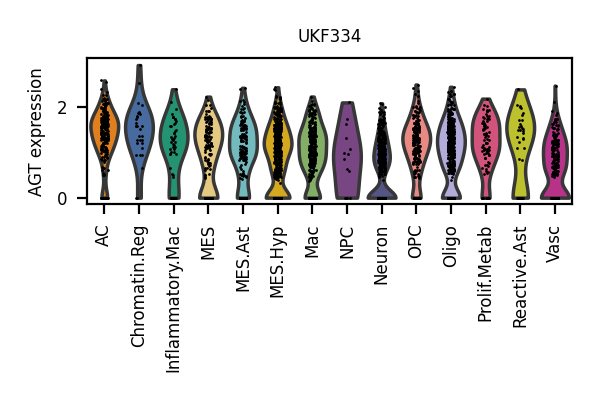 UKF334
AGT expression
2
0
AC
Chromatin.Reg
Inflammatory.Mac
MES
MES.Ast
MES.Hyp
Mac
NPC
Neuron
OPC
Oligo
Prolif.Metab
Reactive.Ast
Vasc